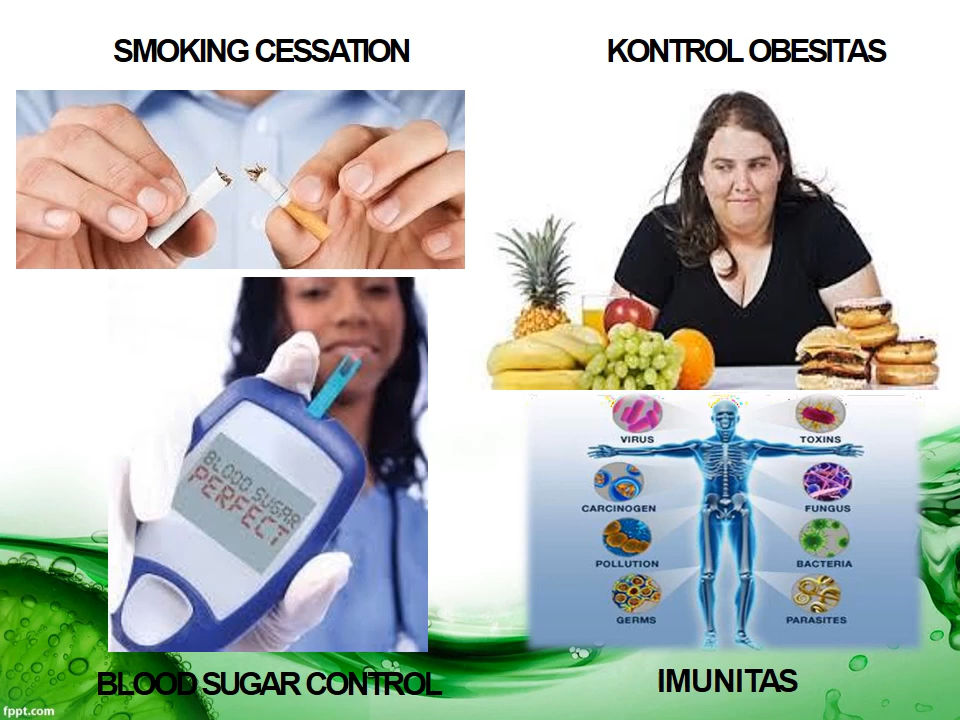 SMOKING CESSATION
KONTROL OBESITAS
BLOOD SUGAR
PERFECT
VIRUS
TOXINS
CARCINOGEN
FUNGUS
POLLUTION
BACTERIA
GERMS
PARASITES
BLOOD SUGAR CONTROL
IMUNITAS
fppt.com